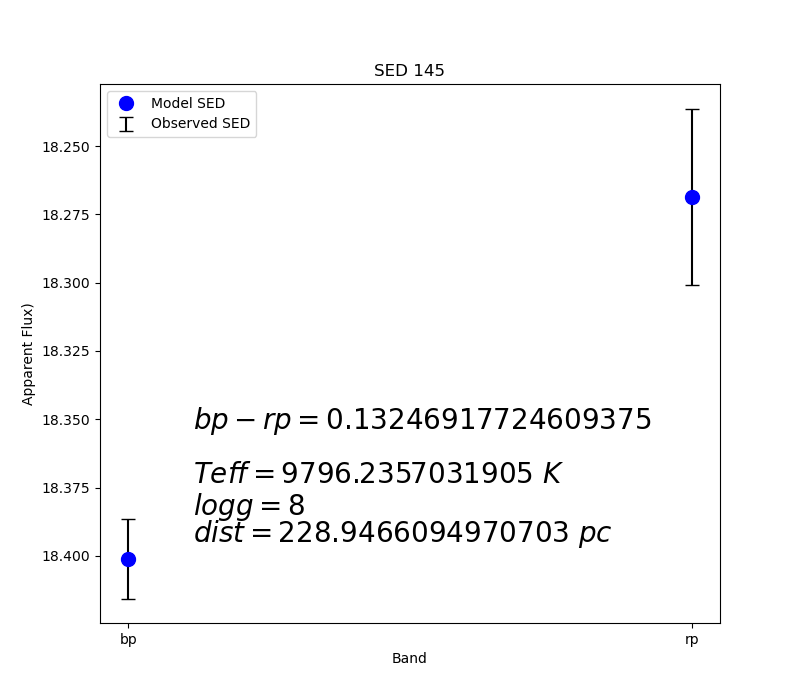 SED 145
Model SED
Observed SED
18.250
18.275
18.300
18.325
18.350
18.375
18.400
Apparent Flux)
bp − rp = 0.13246917724609375
Teff = 9796.2357031905 K
logg = 8
dist = 228.9466094970703 pc
bp
rp
Band